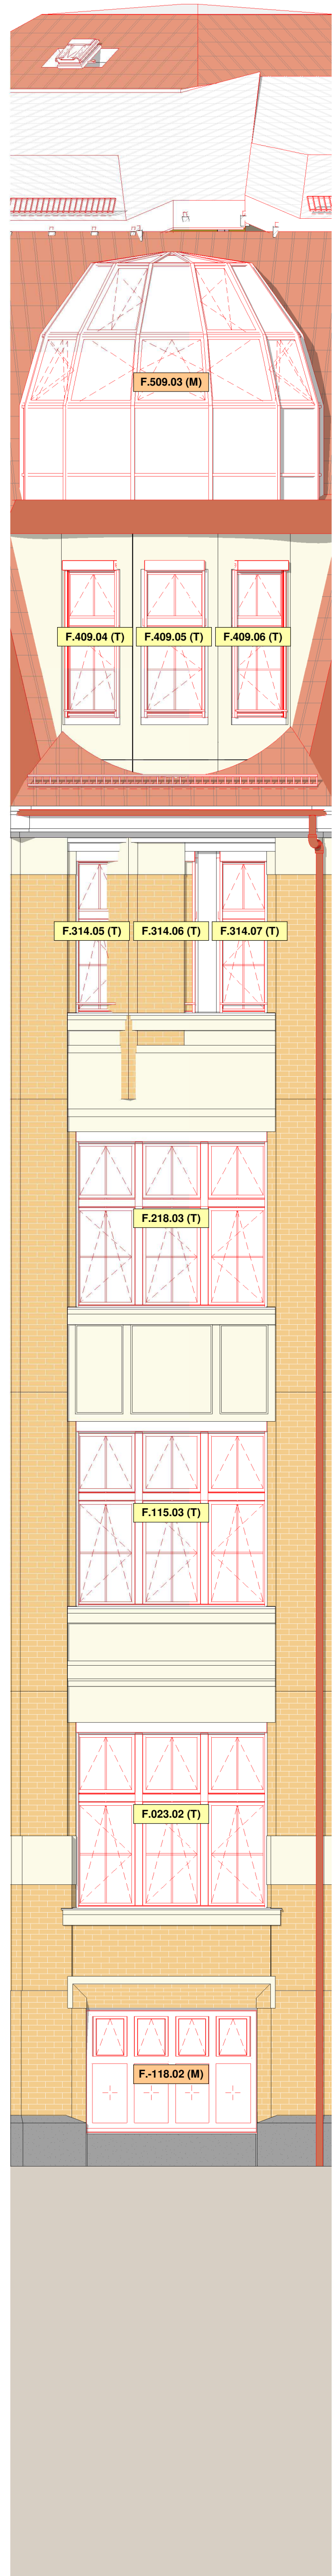 F.509.03 (M)
F.409.04 (T)
F.409.05 (T)
F.409.06 (T)
F.314.05 (T)
F.314.06 (T)
F.314.07 (T)
F.218.03 (T)
F.115.03 (T)
F.023.02 (T)
F.-118.02 (M)